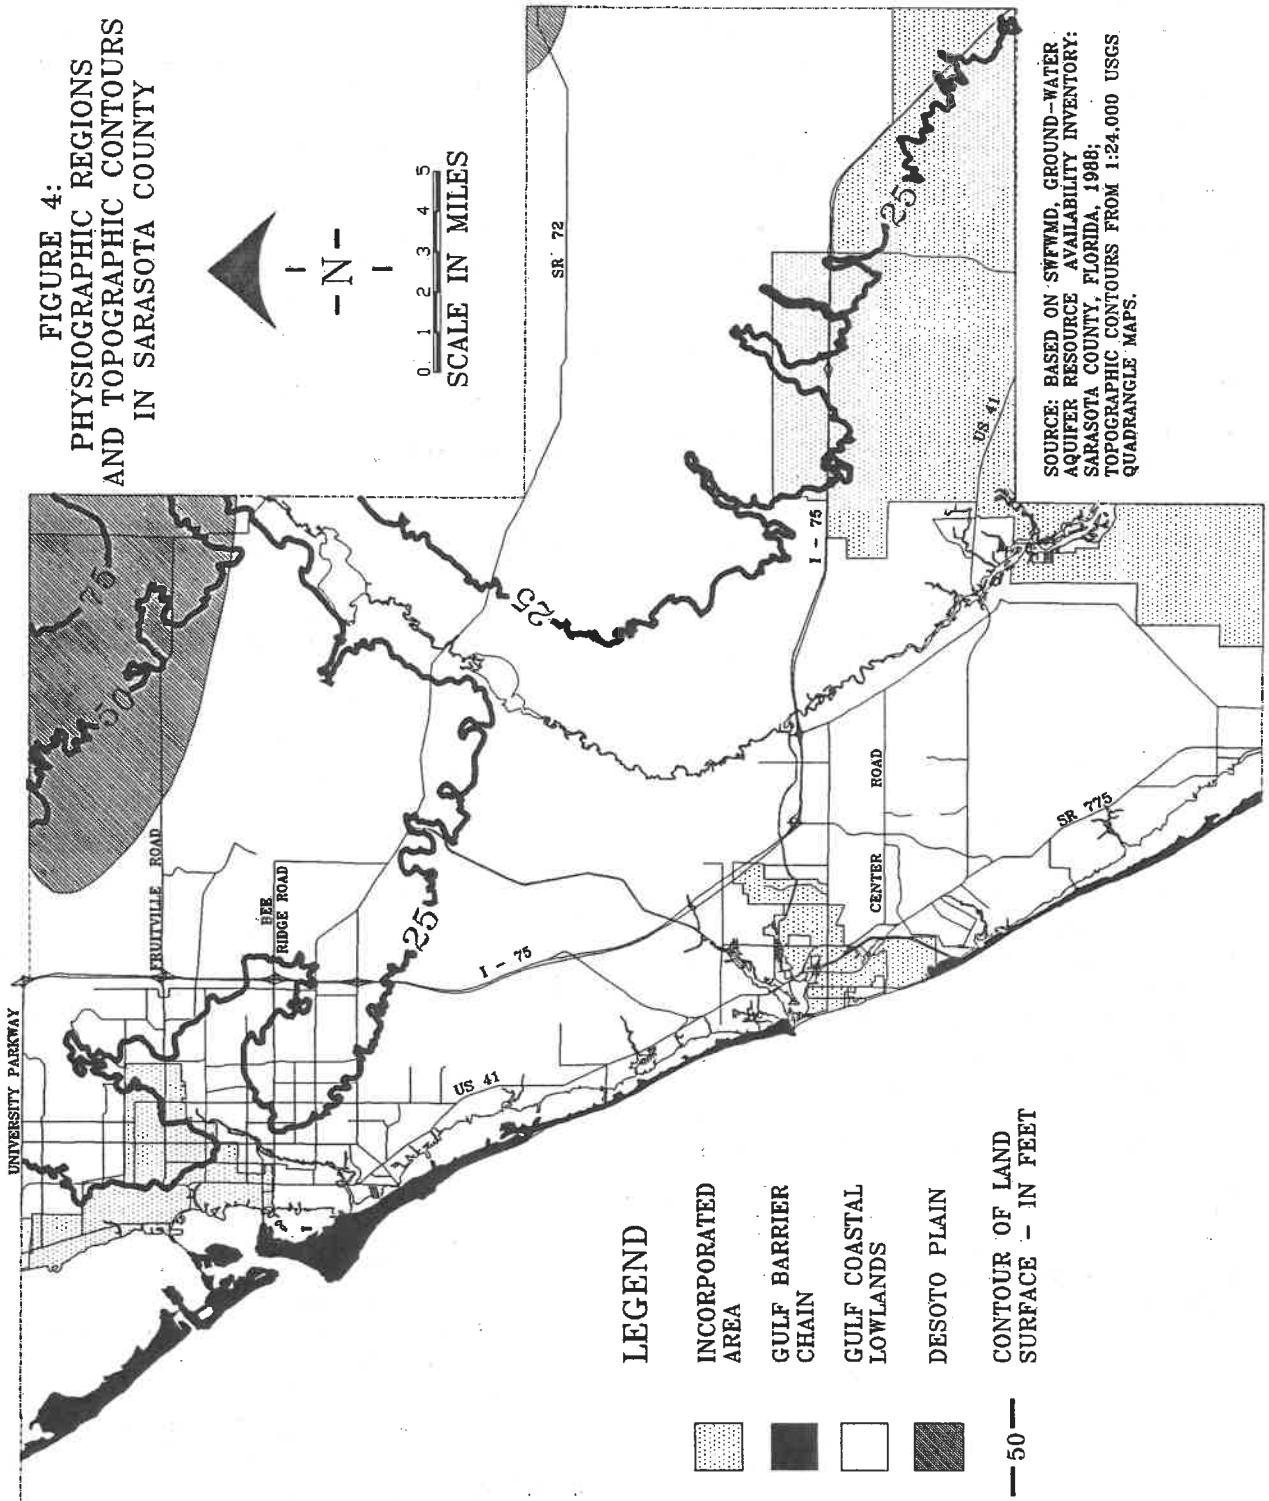 FIGURE 4:
PHYSIOGRAPHIC REGIONS
AND TOPOGRAPHIC CONTOURS
IN SARASOTA COUNTY
- N -
0 1 2 3 4 5
SCALE IN MILES
UNIVERSITY PARKWAY
FRUITVILLE ROAD
BEE
RIDGE ROAD
75
50
25
25
25
SR 72
I - 75
I - 75
US 41
US 41
CENTER ROAD
SR 775
LEGEND
INCORPORATED
AREA
GULF BARRIER
CHAIN
GULF COASTAL
LOWLANDS
DESOTO PLAIN
— 50 — CONTOUR OF LAND
SURFACE - IN FEET
SOURCE: BASED ON SWFWMD, GROUND-WATER
AQUIFER RESOURCE AVAILABILITY INVENTORY:
SARASOTA COUNTY, FLORIDA, 1988;
TOPOGRAPHIC CONTOURS FROM 1:24,000 USGS
QUADRANGLE MAPS.